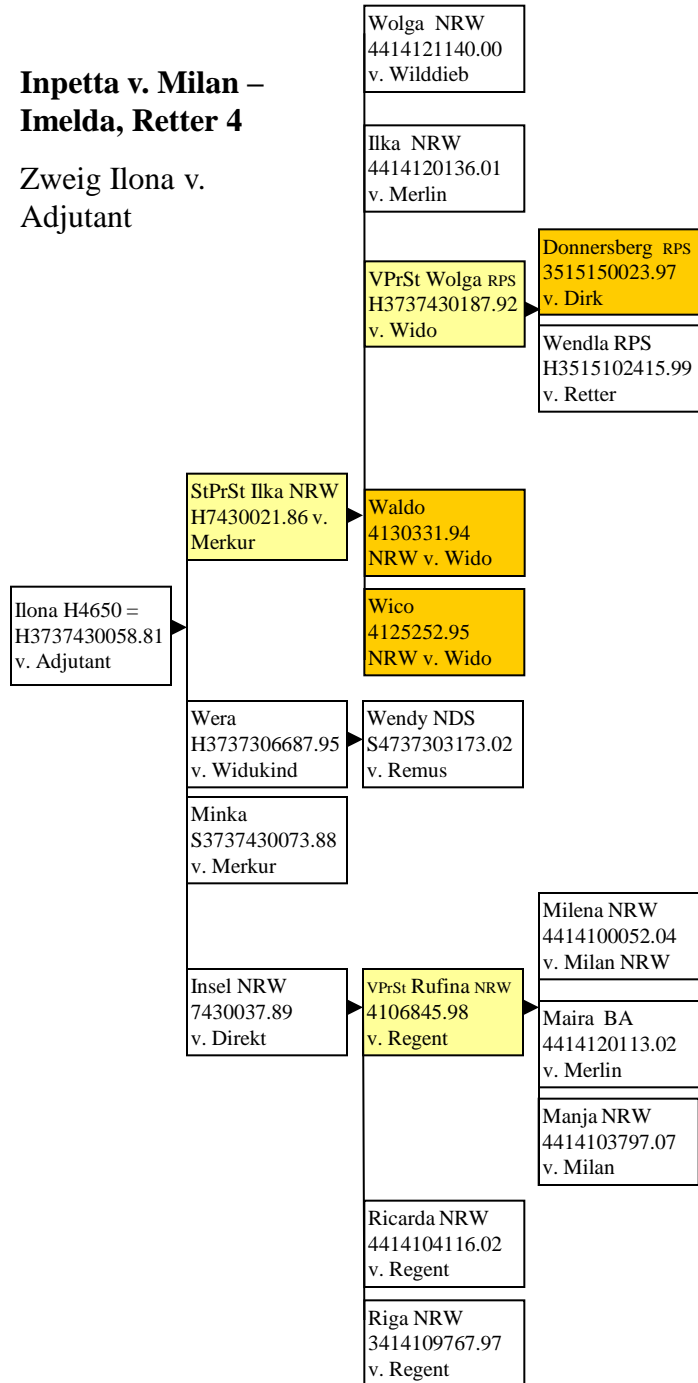 Inpetta v. Milan –
Imelda, Retter 4
Zweig Ilona v.
Adjutant
Wolga NRW
4414121140.00
v. Wilddieb
Ilka NRW
4414120136.01
v. Merlin
VPrSt Wolga RPS
H3737430187.92
v. Wido
Donnersberg RPS
3515150023.97
v. Dirk
Wendla RPS
H3515102415.99
v. Retter
StPrSt Ilka NRW
H7430021.86 v.
Merkur
Waldo
4130331.94
NRW v. Wido
Wico
4125252.95
NRW v. Wido
Ilona H4650 =
H3737430058.81
v. Adjutant
Wera
H3737306687.95
v. Widukind
Wendy NDS
S4737303173.02
v. Remus
Minka
S3737430073.88
v. Merkur
Insel NRW
7430037.89
v. Direkt
VPrSt Rufina NRW
4106845.98
v. Regent
Milena NRW
4414100052.04
v. Milan NRW
Maira BA
4414120113.02
v. Merlin
Manja NRW
4414103797.07
v. Milan
Ricarda NRW
4414104116.02
v. Regent
Riga NRW
3414109767.97
v. Regent